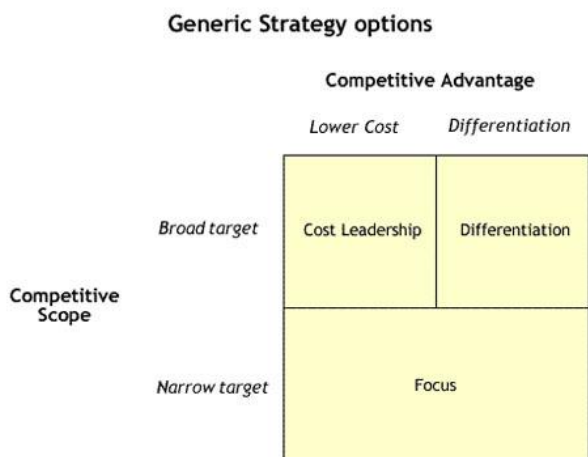 Generic Strategy options
Competitive Advantage
Lower Cost
Differentiation
Broad target
Cost Leadership
Differentiation
Competitive
Scope
Narrow target
Focus